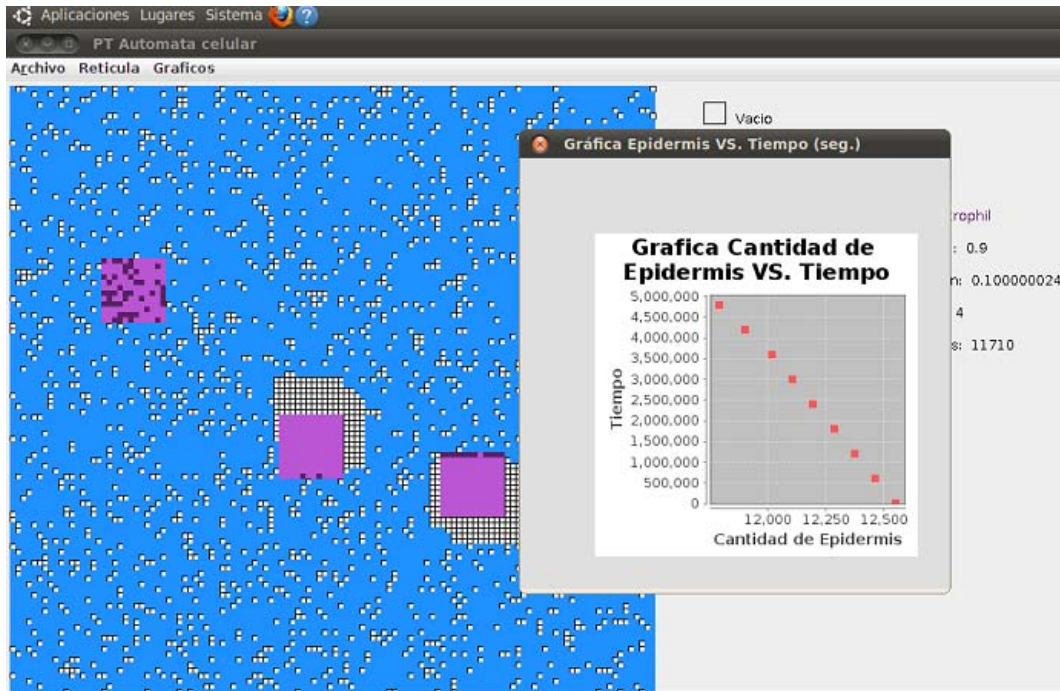 Aplicaciones Lugares Sistema
PT Automata celular
Archivo Reticula Graficos
Vacio
Gráfica Epidermis VS. Tiempo (seg.)
rophil
: 0.9
n: 0.100000024
4
s: 11710
Grafica Cantidad de
Epidermis VS. Tiempo
5,000,000
4,500,000
4,000,000
3,500,000
3,000,000
2,500,000
2,000,000
1,500,000
1,000,000
500,000
0
Tiempo
12,000 12,250 12,500
Cantidad de Epidermis